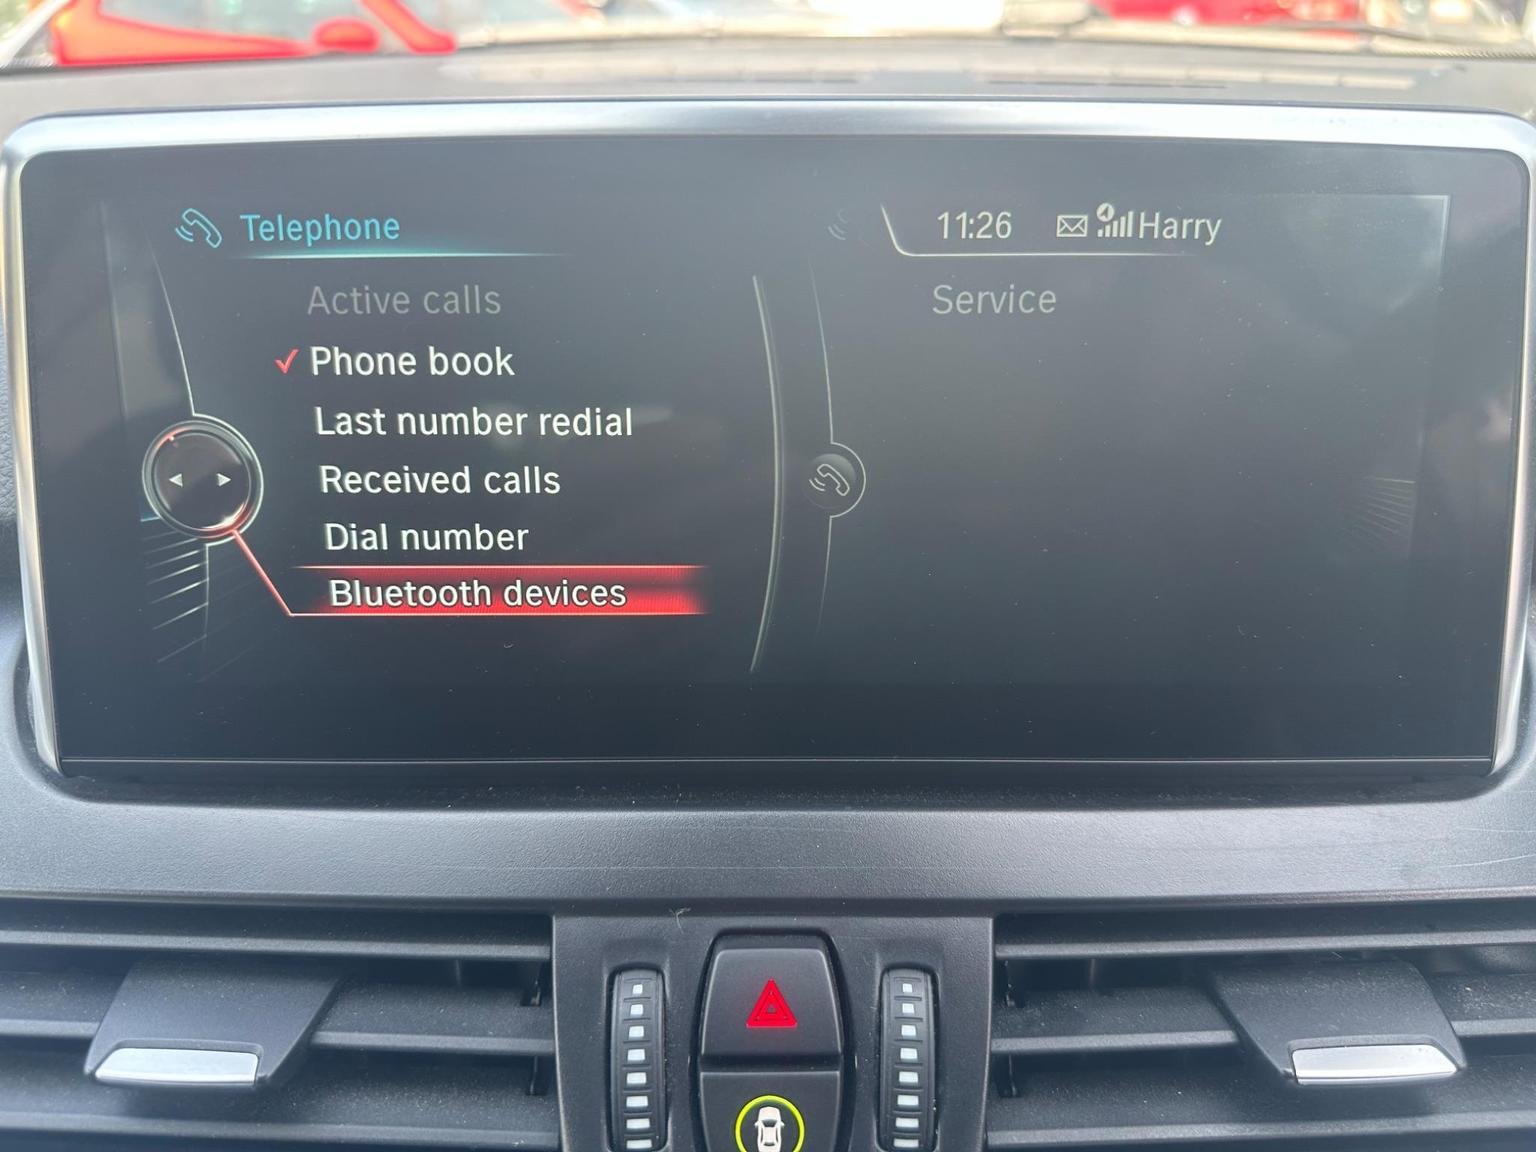 Telephone
11:26 Harry
Active calls
Service
Phone book
Last number redial
Received calls
Dial number
Bluetooth devices